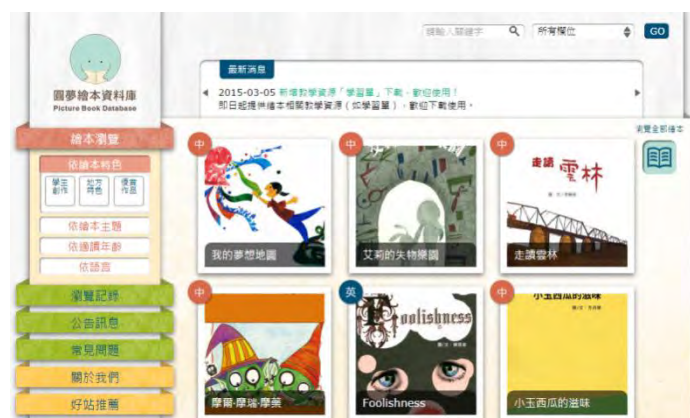 請輸入關鍵字
所有欄位
GO
圓夢繪本資料庫
Picture Book Database
最新消息
2015-03-05 新增教學資源「學習單」下載，歡迎使用！
即日起提供繪本相關教學資源（如學習單），歡迎下載使用。
繪本瀏覽
依繪本特色
學生
創作
地方
特色
優良
作品
依繪本主題
依適讀年齡
依語言
瀏覽記錄
公告訊息
常見問題
關於我們
好站推薦
瀏覽全部繪本
中
我的夢想地圖
中
艾莉的失物樂園
中
走讀
雲林
走讀雲林
中
摩爾·摩瑞·摩萊
英
Foolishness
Foolishness
中
小玉西瓜的滋味
小玉西瓜的滋味